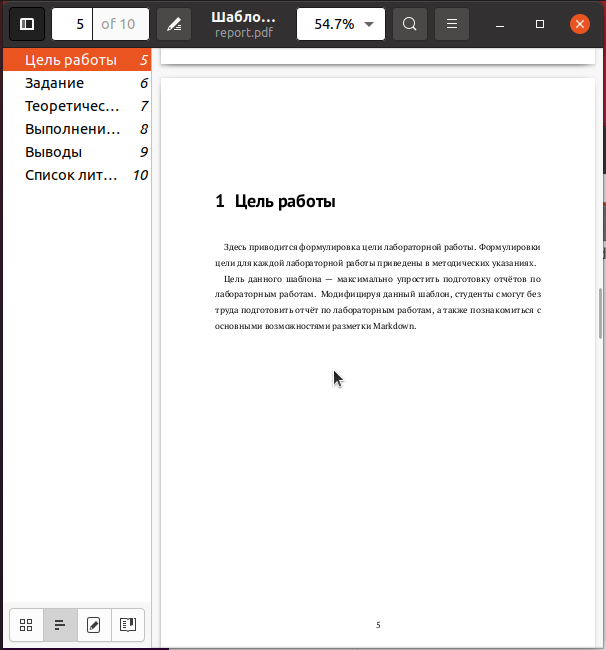 5 of 10
Шабло…
report.pdf
54.7%
Цель работы 5
Задание 6
Теоретичес… 7
Выполнени… 8
Выводы 9
Список лит… 10
1 Цель работы
Здесь приводится формулировка цели лабораторной работы. Формулировки
цели для каждой лабораторной работы приведены в методических указаниях.
Цель данного шаблона — максимально упростить подготовку отчётов по
лабораторным работам. Модифицируя данный шаблон, студенты смогут без
труда подготовить отчёт по лабораторным работам, а также познакомиться с
основными возможностями разметки Markdown.
5